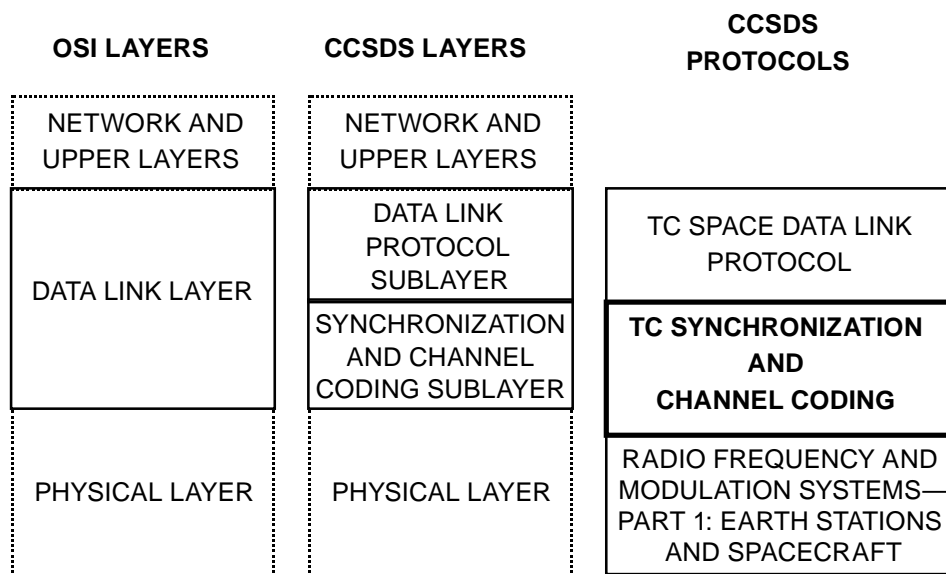 OSI LAYERS
CCSDS LAYERS
CCSDS
PROTOCOLS
NETWORK AND
UPPER LAYERS
NETWORK AND
UPPER LAYERS
DATA LINK LAYER
DATA LINK
PROTOCOL
SUBLAYER
TC SPACE DATA LINK
PROTOCOL
SYNCHRONIZATION
AND CHANNEL
CODING SUBLAYER
TC SYNCHRONIZATION
AND
CHANNEL CODING
PHYSICAL LAYER
PHYSICAL LAYER
RADIO FREQUENCY AND
MODULATION SYSTEMS—
PART 1: EARTH STATIONS
AND SPACECRAFT